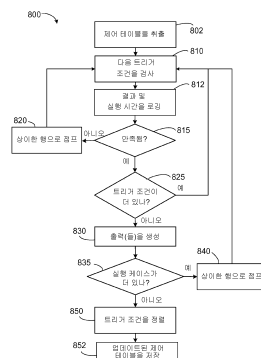 800
802
제어 테이블을 취출
810
다음 트리거
조건을 검사
812
결과 및
실행 시간을 로깅
820
815
아니오
상이한 행으로 점프
만족됨?
예
825
예
트리거 조건이
더 있나?
아니오
830
출력(들)을 생성
840
835
예
실행 케이스가
더 있나?
상이한 행으로 점프
아니오
850
트리거 조건을 정렬
852
업데이트된 제어
테이블을 저장